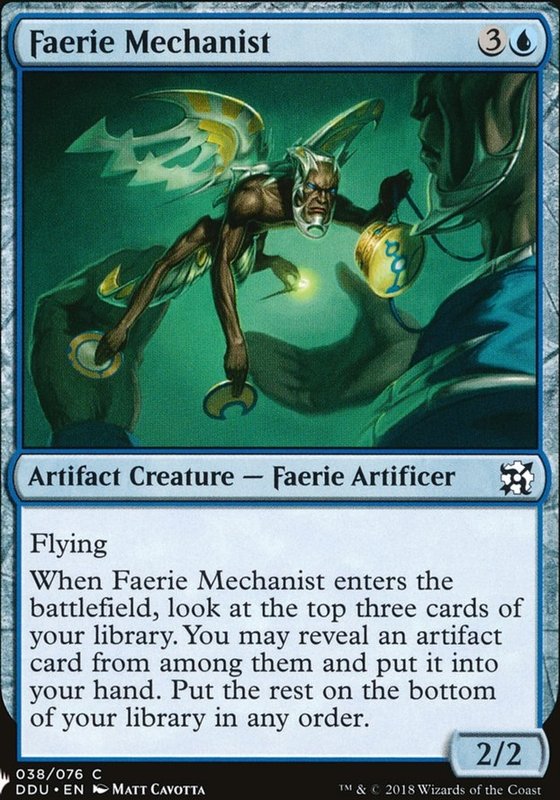 Faerie Mechanist 3
Artifact Creature — Faerie Artificer
Flying
When Faerie Mechanist enters the
battlefield, look at the top three cards of
your library. You may reveal an artifact
card from among them and put it into
your hand. Put the rest on the bottom
of your library in any order.
2/2
038/076 C
DDU • EN Matt Cavotta
™ & © 2018 Wizards of the Coast